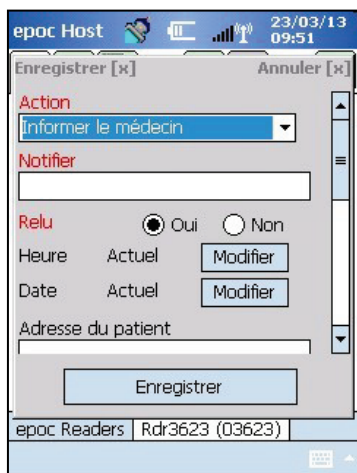 epoc Host 23/03/13
09:51
Enregistrer [x] Annuler [x]
Action
Informer le médecin
Notifier
Relu Oui Non
Heure Actuel Modifier
Date Actuel Modifier
Adresse du patient
Enregistrer
epoc Readers Rdr3623 (03623)